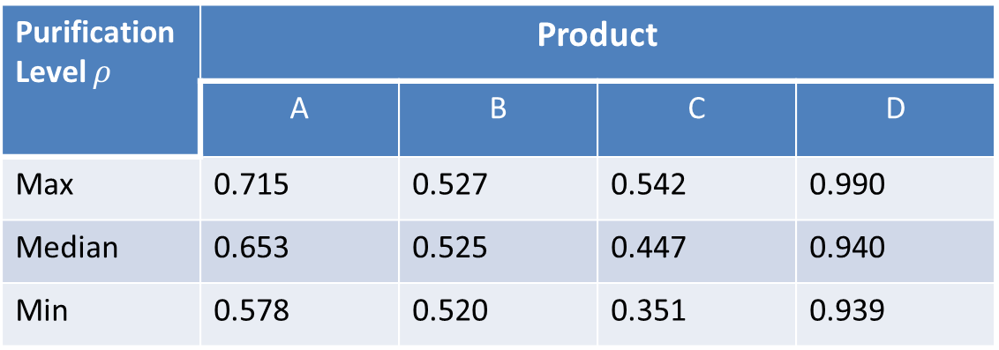 Purification Level ρ
Product
A B C D
Max 0.715 0.527 0.542 0.990
Median 0.653 0.525 0.447 0.940
Min 0.578 0.520 0.351 0.939